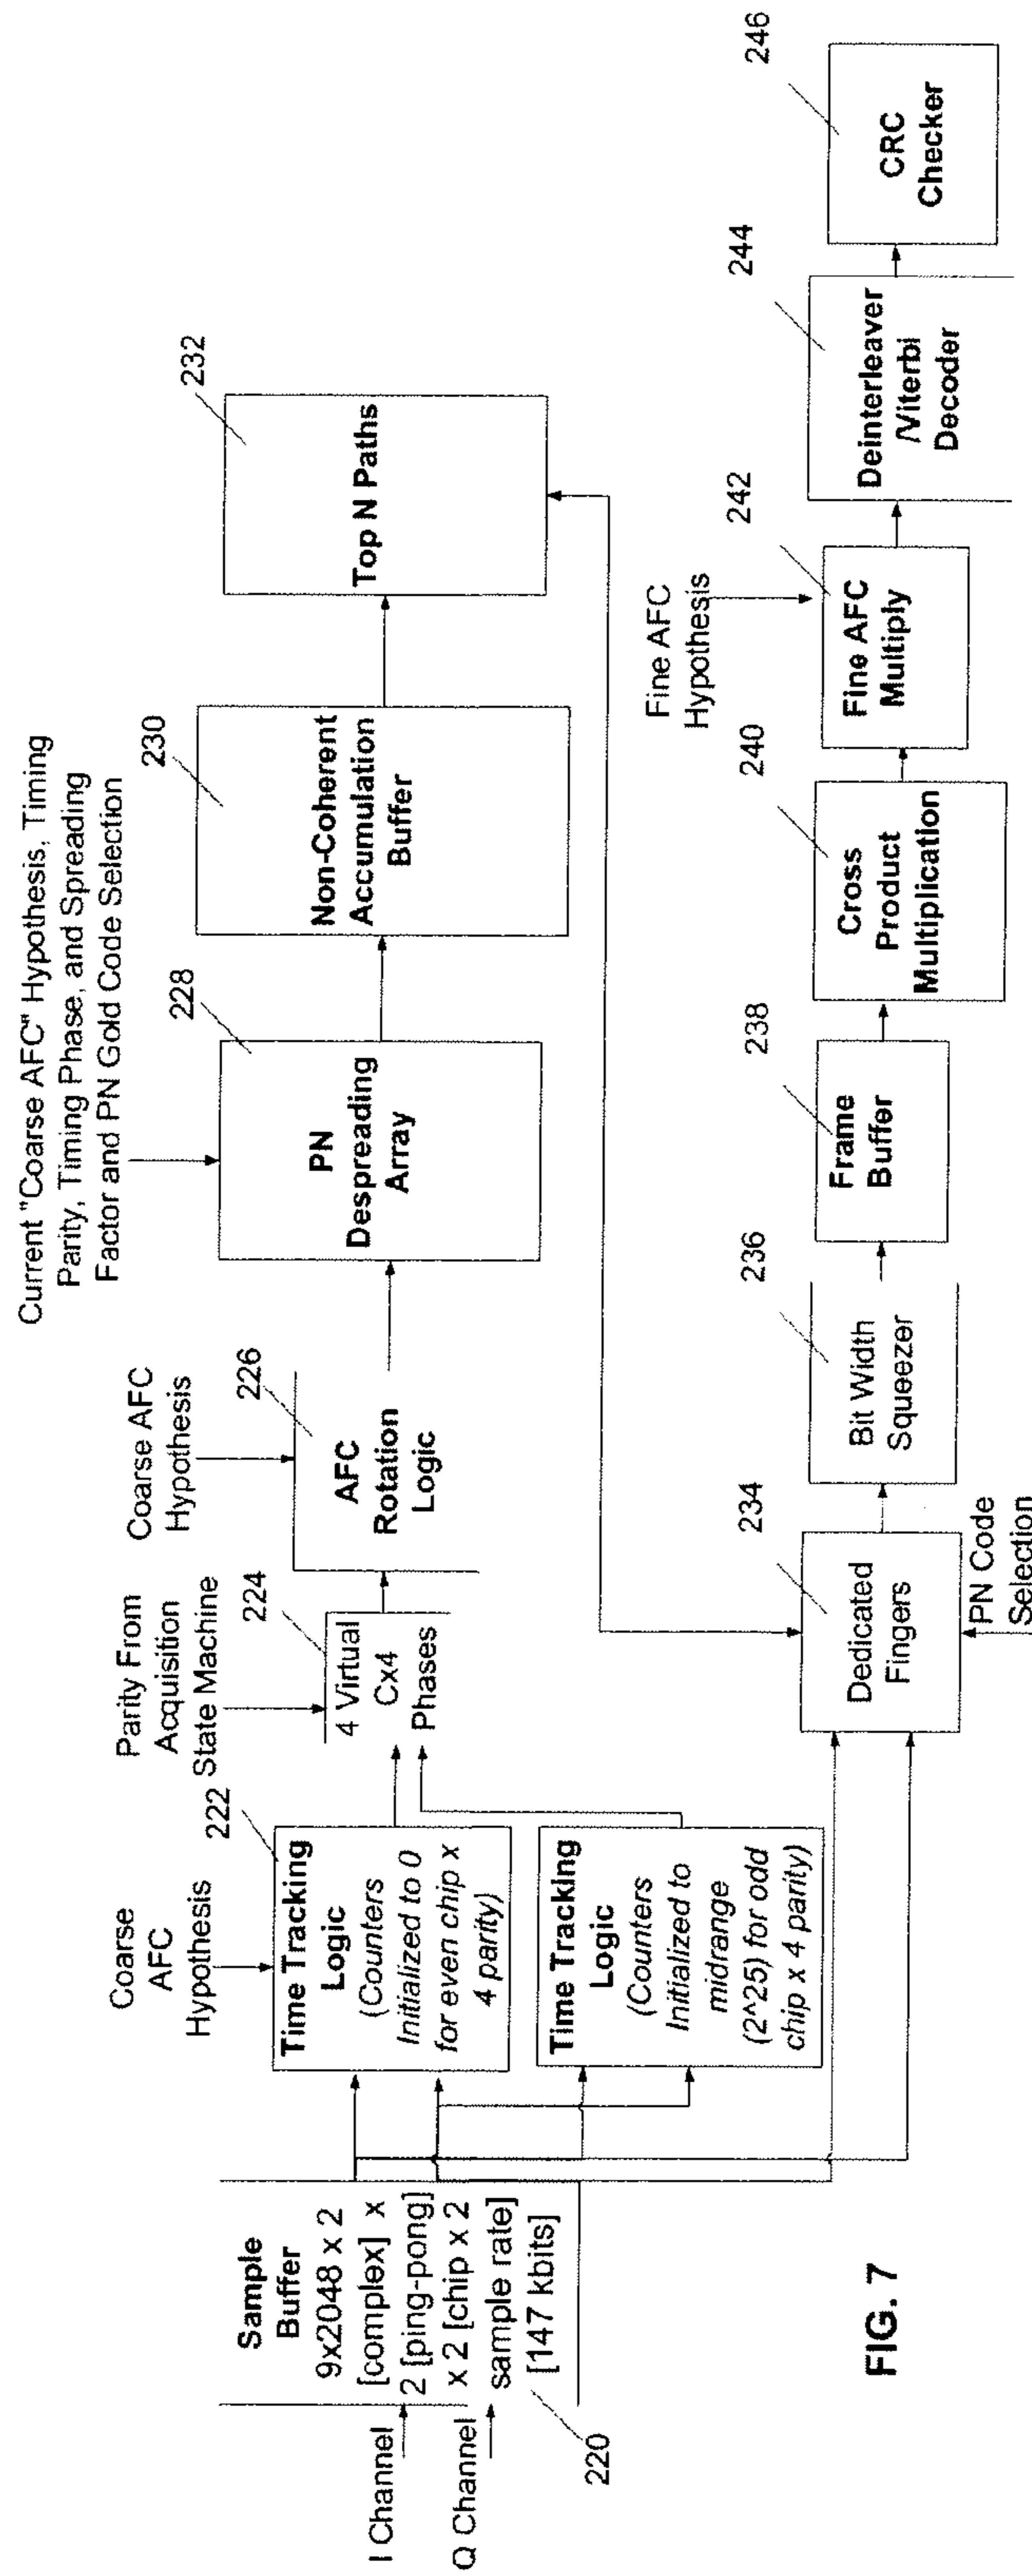 Current "Coarse AFC" Hypothesis, Timing
Parity, Timing Phase, and Spreading
Factor and PN Gold Code Selection
Coarse
AFC
Hypothesis
Parity From
Acquisition
State Machine
Coarse AFC
Hypothesis
I Channel
Q Channel
Sample
Buffer
9x2048 x 2
[complex] x
2 [ping-pong]
x 2 [chip x 2
sample rate]
[147 kbits]
220
222
Time Tracking
Logic
(Counters
Initialized to 0
for even chip x
4 parity)
Time Tracking
Logic
(Counters
Initialized to
midrange
(2^25) for odd
chip x 4 parity)
224
4 Virtual
Cx4
Phases
226
AFC
Rotation
Logic
228
PN
Despreading
Array
230
Non-Coherent
Accumulation
Buffer
232
Top N Paths
234
Dedicated
Fingers
PN Code
Selection
236
Bit Width
Squeezer
238
Frame
Buffer
240
Cross
Product
Multiplication
Fine AFC
Hypothesis
242
Fine AFC
Multiply
244
Deinterleaver
/Viterbi
Decoder
246
CRC
Checker
FIG. 7